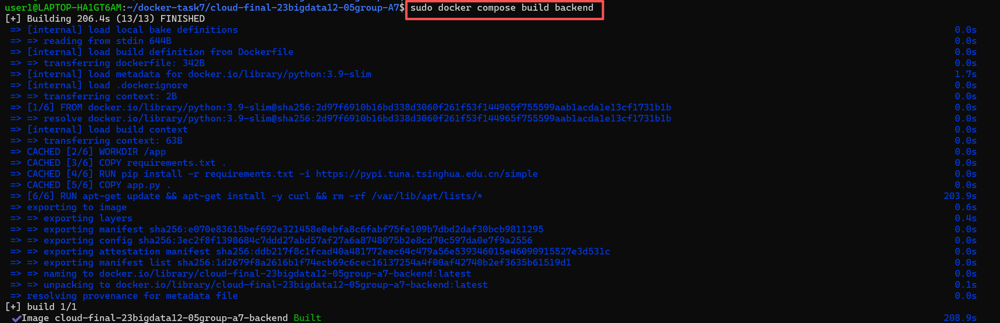 user1@LAPTOP-HA1GT6AM:~/docker-task7/cloud-final-23bigdata12-05group-A7$ sudo docker compose build backend
[+] Building 206.4s (13/13) FINISHED
=> [internal] load local bake definitions 0.0s
=> => reading from stdin 644B 0.0s
=> [internal] load build definition from Dockerfile 0.0s
=> => transferring dockerfile: 342B 0.0s
=> [internal] load metadata for docker.io/library/python:3.9-slim 1.7s
=> [internal] load .dockerignore 0.0s
=> => transferring context: 2B 0.0s
=> [1/6] FROM docker.io/library/python:3.9-slim@sha256:2d97f6910b16bd338d3060f261f53f144965f755599aab1acda1e13cf1731b1b 0.0s
=> => resolve docker.io/library/python:3.9-slim@sha256:2d97f6910b16bd338d3060f261f53f144965f755599aab1acda1e13cf1731b1b 0.0s
=> [internal] load build context 0.0s
=> => transferring context: 63B 0.0s
=> CACHED [2/6] WORKDIR /app 0.0s
=> CACHED [3/6] COPY requirements.txt . 0.0s
=> CACHED [4/6] RUN pip install -r requirements.txt -i https://pypi.tuna.tsinghua.edu.cn/simple 0.0s
=> CACHED [5/6] COPY app.py . 0.0s
=> [6/6] RUN apt-get update && apt-get install -y curl && rm -rf /var/lib/apt/lists/* 203.9s
=> exporting to image 0.6s
=> => exporting layers 0.4s
=> => exporting manifest sha256:e070e83615bef692e321458e0ebfa8c6fabf75fe109b7dbd2daf30bcb9811295 0.0s
=> => exporting config sha256:3ec2f8f1398684c7ddd27abd57af27a6a8748075b2e8cd70c597da0e7f9a2556 0.0s
=> => exporting attestation manifest sha256:ddb217f8c1fcad40a481772eec64c479a56e539346015e46090915527e3d531c 0.0s
=> => exporting manifest list sha256:1d2679f8a2616b1f74ecb69c6cec16137254a4f00af42740b2ef3635b61519d1 0.0s
=> => naming to docker.io/library/cloud-final-23bigdata12-05group-a7-backend:latest 0.0s
=> => unpacking to docker.io/library/cloud-final-23bigdata12-05group-a7-backend:latest 0.1s
=> resolving provenance for metadata file 0.0s
[+] build 1/1
✔Image cloud-final-23bigdata12-05group-a7-backend Built 208.9s